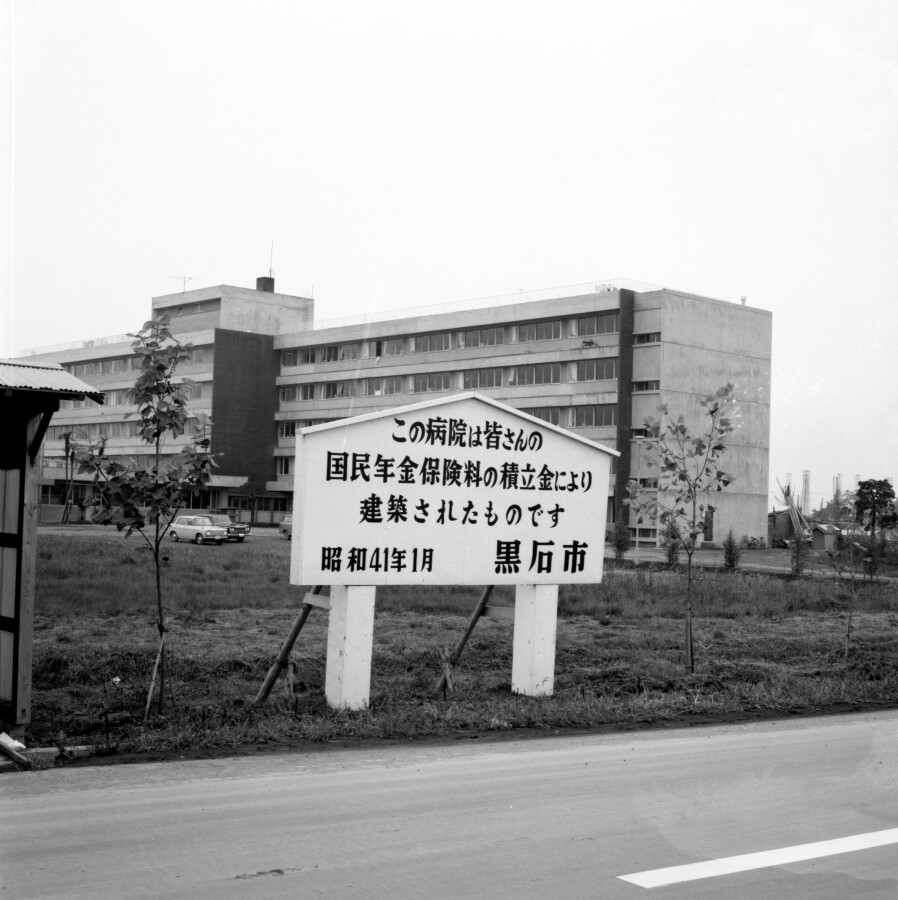 この病院は皆さんの
国民年金保険料の積立金により
建築されたものです
昭和41年1月 黒石市